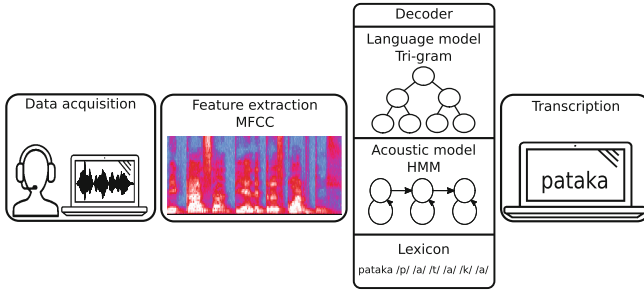 Data acquisition
Feature extraction
MFCC
Decoder
Language model
Tri-gram
Acoustic model
HMM
Lexicon
pataka /p/ /a/ /t/ /a/ /k/ /a/
Transcription
pataka